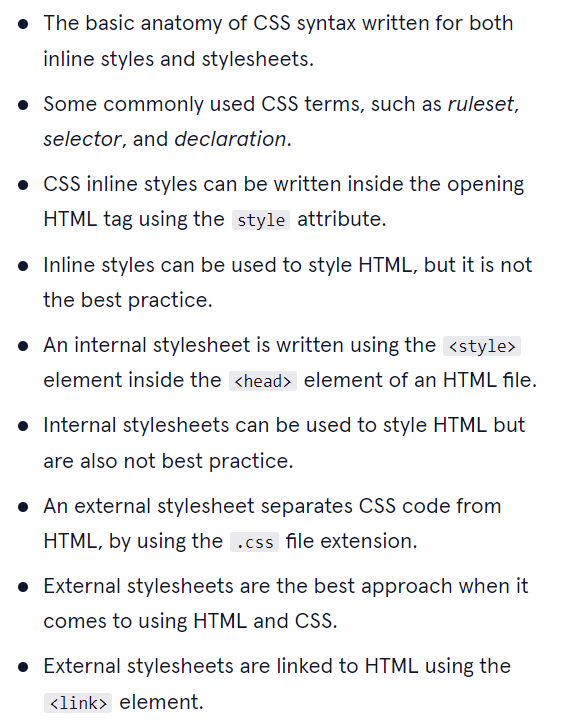 The basic anatomy of CSS syntax written for both
inline styles and stylesheets.
Some commonly used CSS terms, such as ruleset,
selector, and declaration.
CSS inline styles can be written inside the opening
HTML tag using the style attribute.
Inline styles can be used to style HTML, but it is not
the best practice.
An internal stylesheet is written using the <style>
element inside the <head> element of an HTML file.
Internal stylesheets can be used to style HTML but
are also not best practice.
An external stylesheet separates CSS code from
HTML, by using the .css file extension.
External stylesheets are the best approach when it
comes to using HTML and CSS.
External stylesheets are linked to HTML using the
<link> element.